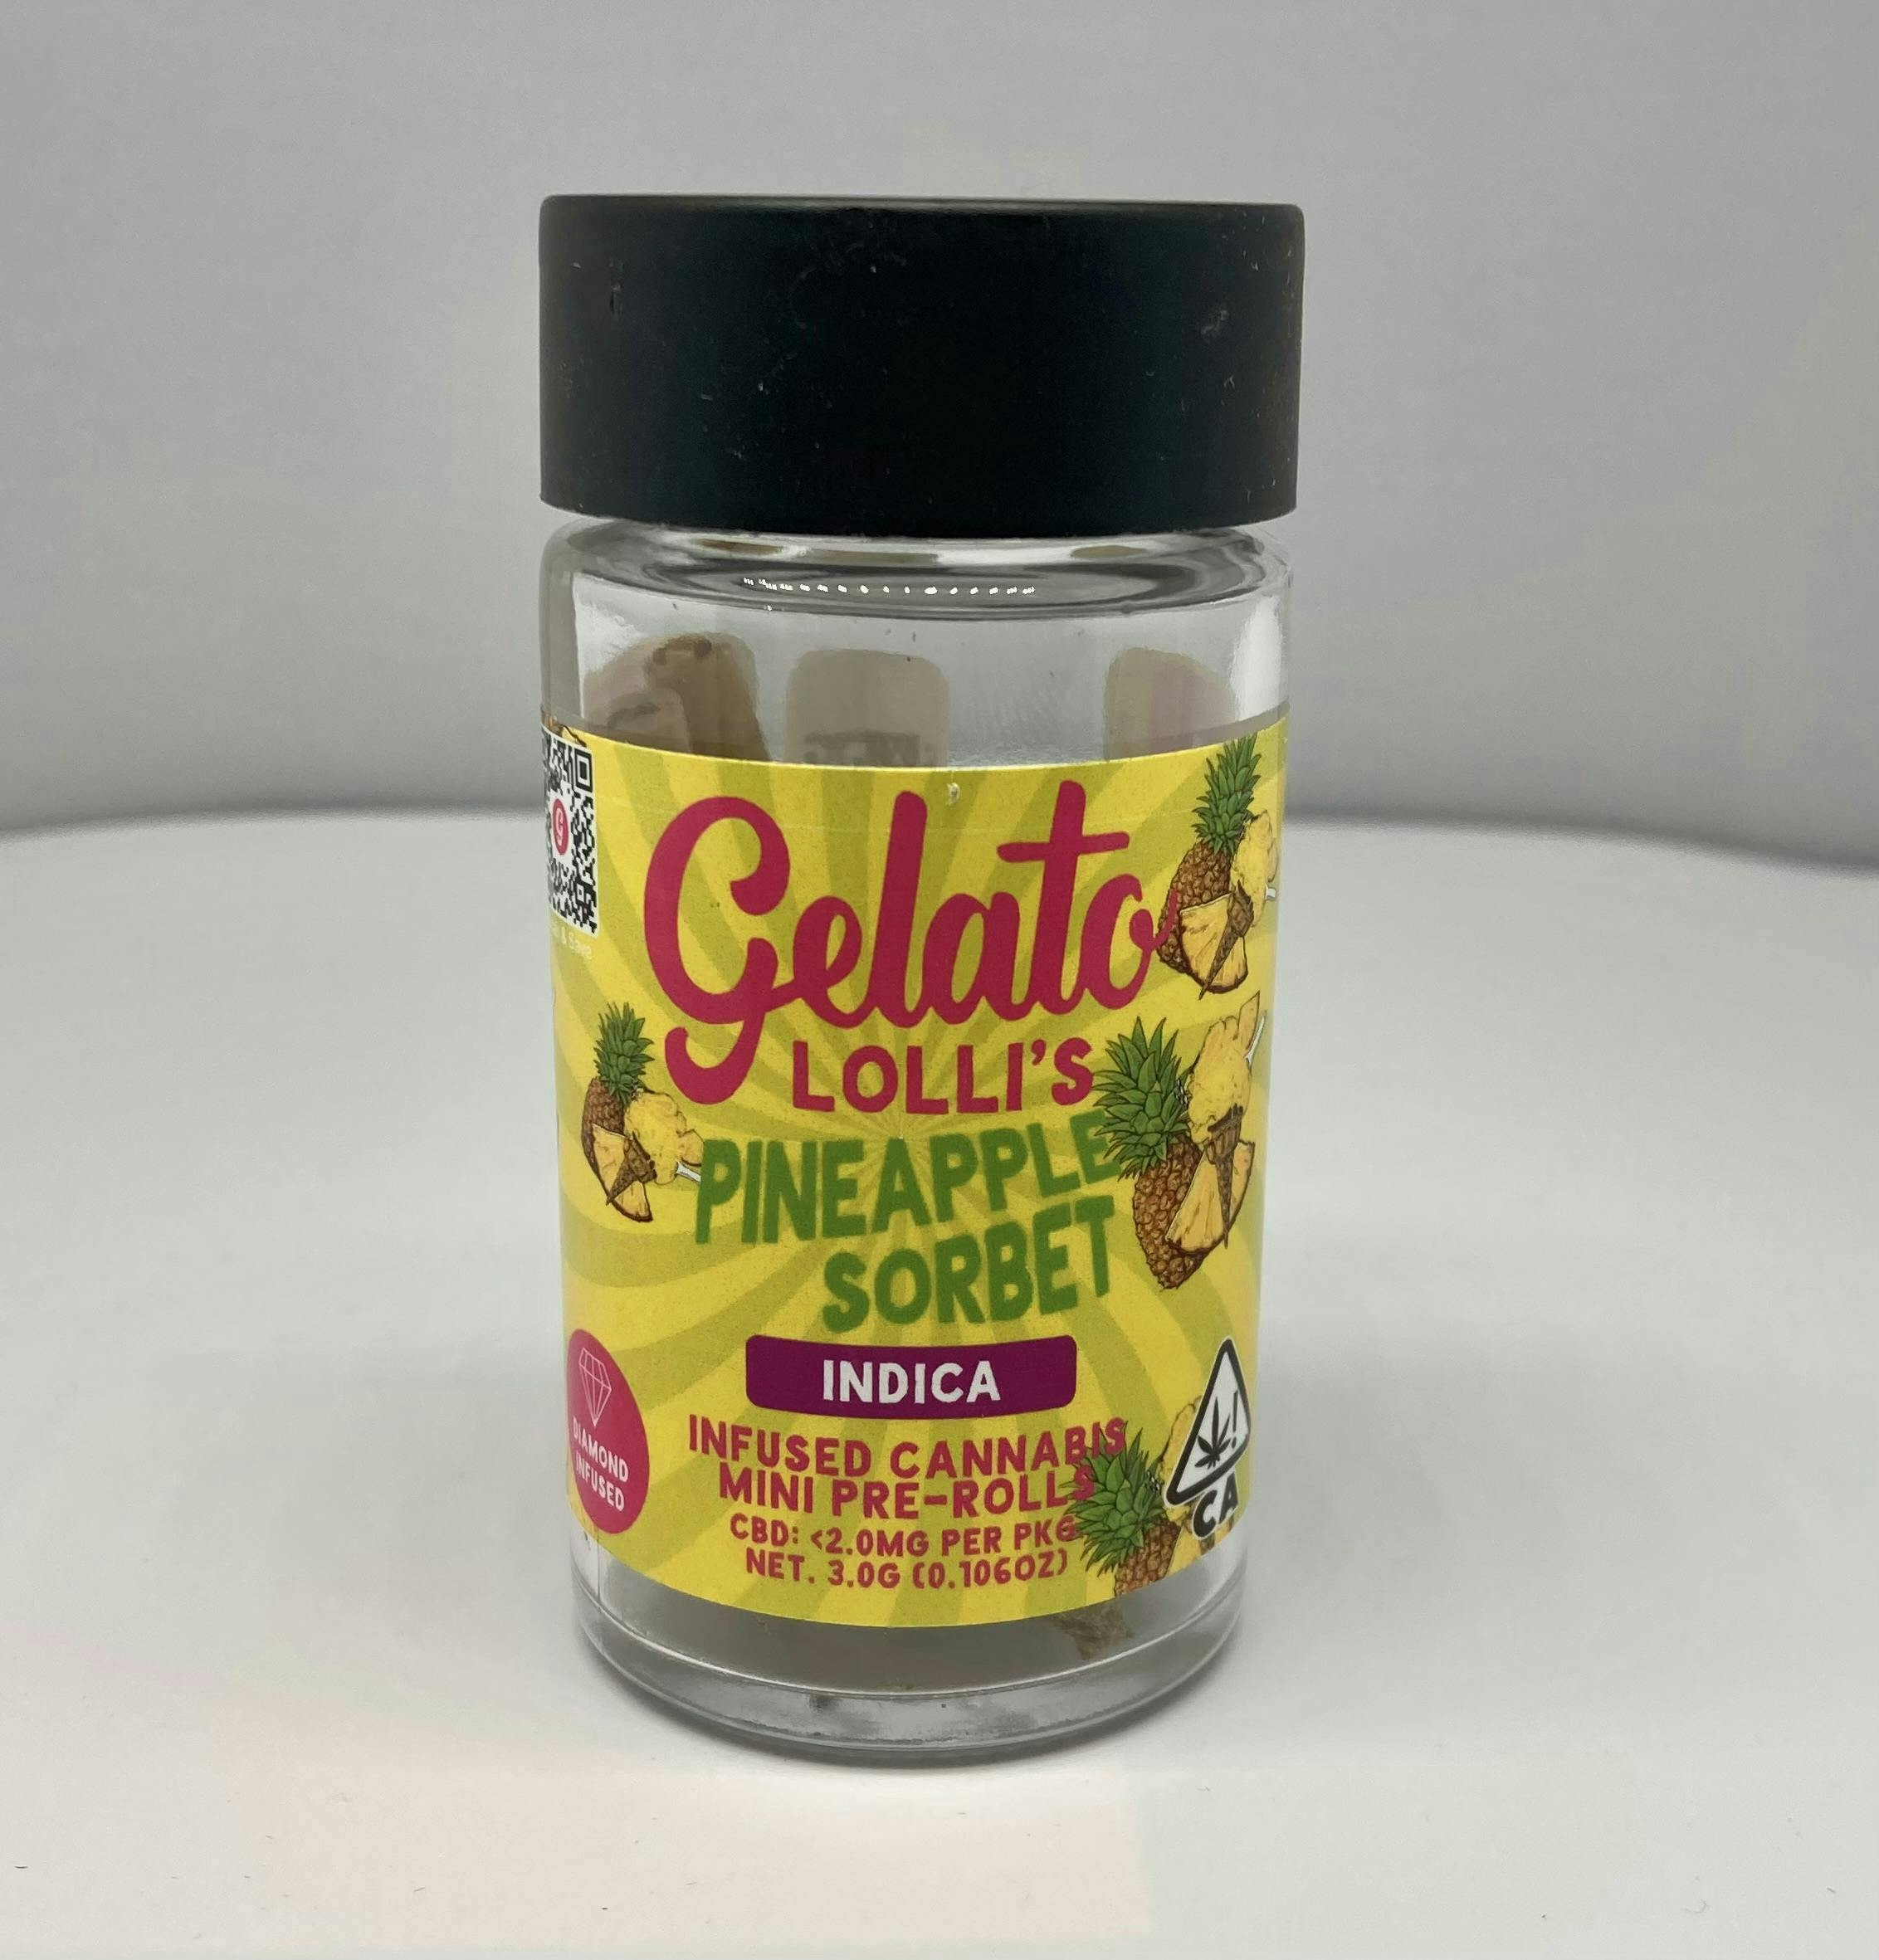 Gelato
LOLLI'S
PINEAPPLE
SORBET
INDICA
DIAMOND
INFUSED
INFUSED CANNABIS
MINI PRE-ROLLS
CBD: <2.0MG PER PKG
NET. 3.0G (0.106OZ)
CA
& Save